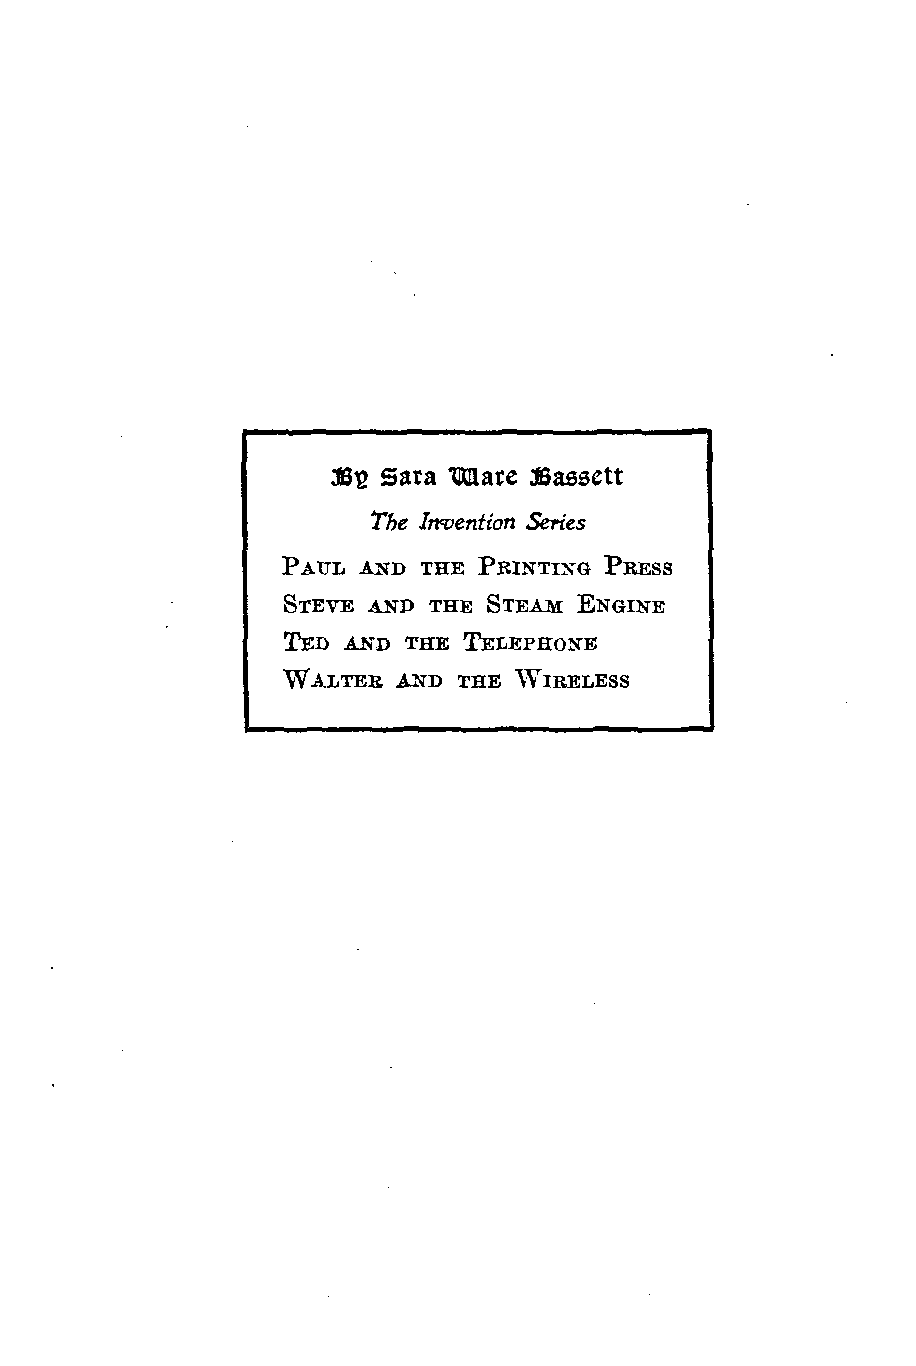 By Sara Ware Bassett
The Invention Series
PAUL AND THE PRINTING PRESS
STEVE AND THE STEAM ENGINE
TED AND THE TELEPHONE
WALTER AND THE WIRELESS